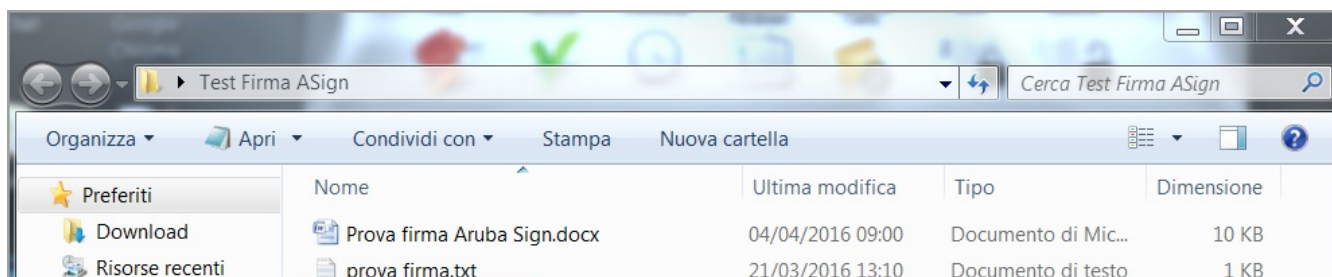 Test Firma ASign
Cerca Test Firma ASign
Organizza
Apri
Condividi con
Stampa
Nuova cartella
Preferiti
Nome
Ultima modifica
Tipo
Dimensione
Download
Prova firma Aruba Sign.docx
04/04/2016 09:00
Documento di Mic...
10 KB
Risorse recenti
prova firma.txt
21/03/2016 13:10
Documento di testo
1 KB